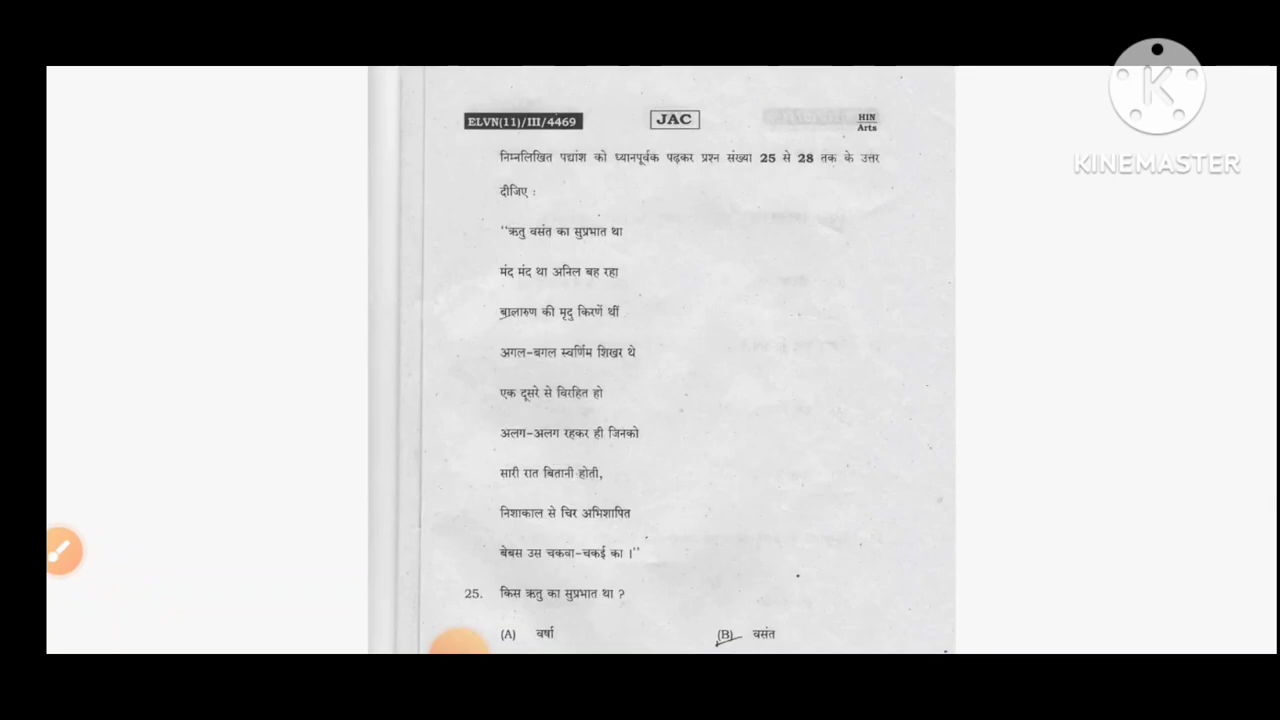 KINEMASTER
ELVN(11)/III/4469 JAC HIN
Arts
निम्नलिखित पद्यांश को ध्यानपूर्वक पढ़कर प्रश्न संख्या 25 से 28 तक के उत्तर
दीजिए :
‘‘ऋतु वसंत का सुप्रभात था
मंद मंद था अनिल बह रहा
बालारुण की मृदु किरणें थीं
अगल-बगल स्वर्णिम शिखर थे
एक दूसरे से विरहित हो
अलग-अलग रहकर ही जिनको
सारी रात बितानी होती,
निशाकाल से चिर अभिशापित
बेबस उस चकवा-चकई का ।’’
25. किस ऋतु का सुप्रभात था ?
(A) वर्षा (B) वसंत